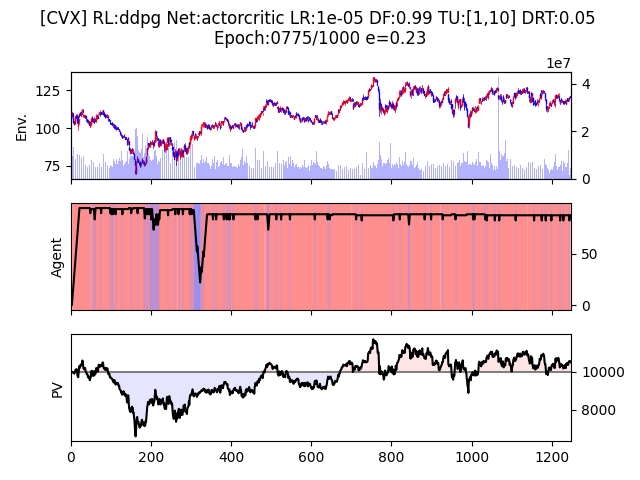 [CVX] RL:ddpg Net:actorcritic LR:1e-05 DF:0.99 TU:[1,10] DRT:0.05
Epoch:0775/1000 e=0.23
1e7
125
100
75
Env.
4
2
0
Agent
50
0
PV
10000
8000
0
200
400
600
800
1000
1200